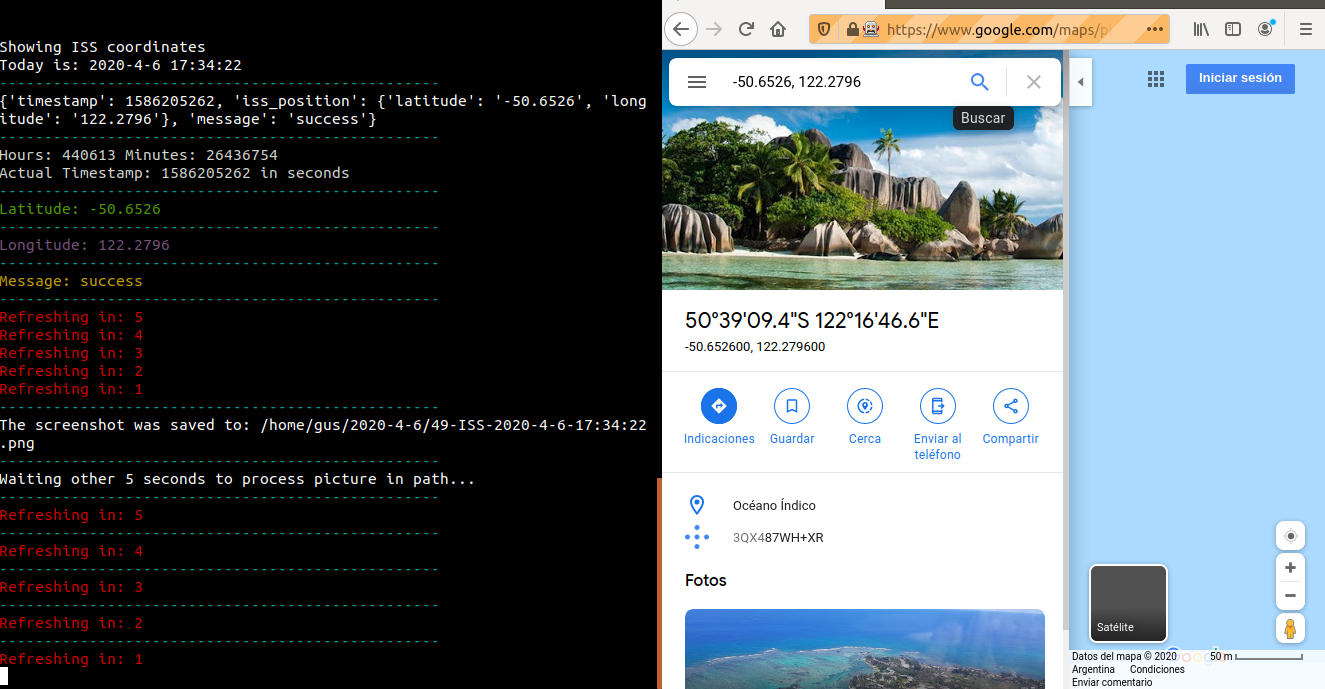 Showing ISS coordinates
Today is: 2020-4-6 17:34:22
-------------------------------------------------
{'timestamp': 1586205262, 'iss_position': {'latitude': '-50.6526', 'long
itude': '122.2796'}, 'message': 'success'}
-------------------------------------------------
Hours: 440613 Minutes: 26436754
Actual Timestamp: 1586205262 in seconds
-------------------------------------------------
Latitude: -50.6526
-------------------------------------------------
Longitude: 122.2796
-------------------------------------------------
Message: success
-------------------------------------------------
Refreshing in: 5
Refreshing in: 4
Refreshing in: 3
Refreshing in: 2
Refreshing in: 1
-------------------------------------------------
The screenshot was saved to: /home/gus/2020-4-6/49-ISS-2020-4-6-17:34:22
.png
-------------------------------------------------
Waiting other 5 seconds to process picture in path...
-------------------------------------------------
Refreshing in: 5
-------------------------------------------------
Refreshing in: 4
-------------------------------------------------
Refreshing in: 3
-------------------------------------------------
Refreshing in: 2
-------------------------------------------------
Refreshing in: 1
https://www.google.com/maps/
-50.6526, 122.2796
Buscar
Iniciar sesión
50°39'09.4"S 122°16'46.6"E
-50.652600, 122.279600
Indicaciones
Guardar
Cerca
Enviar al
teléfono
Compartir
Océano Índico
3QX487WH+XR
Fotos
Satélite
Datos del mapa © 2020 50 m
Argentina Condiciones
Enviar comentario